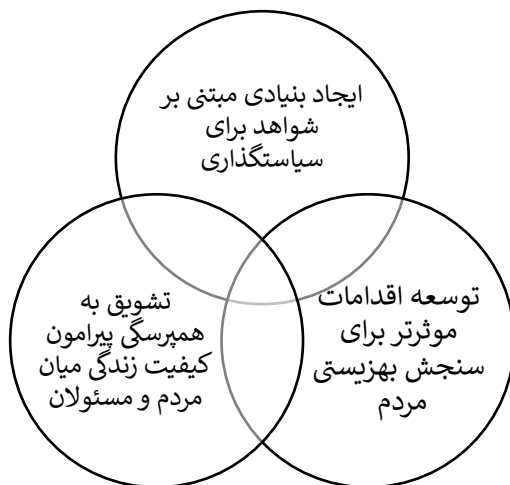 ایجاد بنیادی مبتنی بر
شواهد برای
سیاستگذاری
توسعه اقدامات
موثرتر برای
سنجش بهزیستی
مردم
تشویق به
همپرسگی پیرامون
کیفیت زندگی میان
مردم و مسئولان